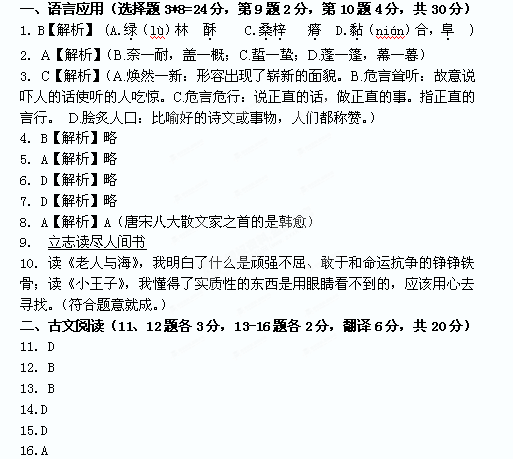 一、语言应用（选择题 3*8=24分，第9题2分，第10题4分，共30分）
1. B【解析】（A.绿（lù）林 酥 C.桑梓 瘠 D.黏（nián）合，阜 ）
2. A【解析】（B.奈一耐，盖一概；C.蜇一蛰；D.蓬一篷，幕一暮）
3. C【解析】（A.焕然一新：形容出现了崭新的面貌。B.危言耸听：故意说
吓人的话使听的人吃惊。C.危言危行：说正直的话，做正直的事。指正直的
言行。 D.脍炙人口：比喻好的诗文或事物，人们都称赞。）
4. B【解析】略
5. A【解析】略
6. D【解析】略
7. D【解析】略
8. A【解析】A（唐宋八大散文家之首的是韩愈）
9. 立志读尽人间书
10. 读《老人与海》，我明白了什么是顽强不屈、敢于和命运抗争的铮铮铁
骨；读《小王子》，我懂得了实质性的东西是用眼睛看不到的，应该用心去
寻找。（符合题意就成。）
二、古文阅读（11、12题各3分，13-16题各2分，翻译6分，共20分）
11. D
12. B
13. B
14.D
15.D
16.A